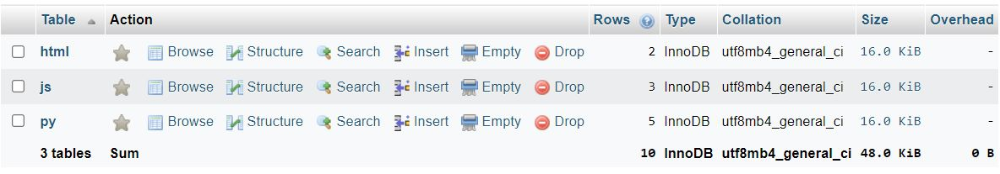 Table Action Rows Type Collation Size Overhead
html Browse Structure Search Insert Empty Drop 2 InnoDB utf8mb4_general_ci 16.0 KiB -
js Browse Structure Search Insert Empty Drop 3 InnoDB utf8mb4_general_ci 16.0 KiB -
py Browse Structure Search Insert Empty Drop 5 InnoDB utf8mb4_general_ci 16.0 KiB -
3 tables Sum 10 InnoDB utf8mb4_general_ci 48.0 KiB 0 B